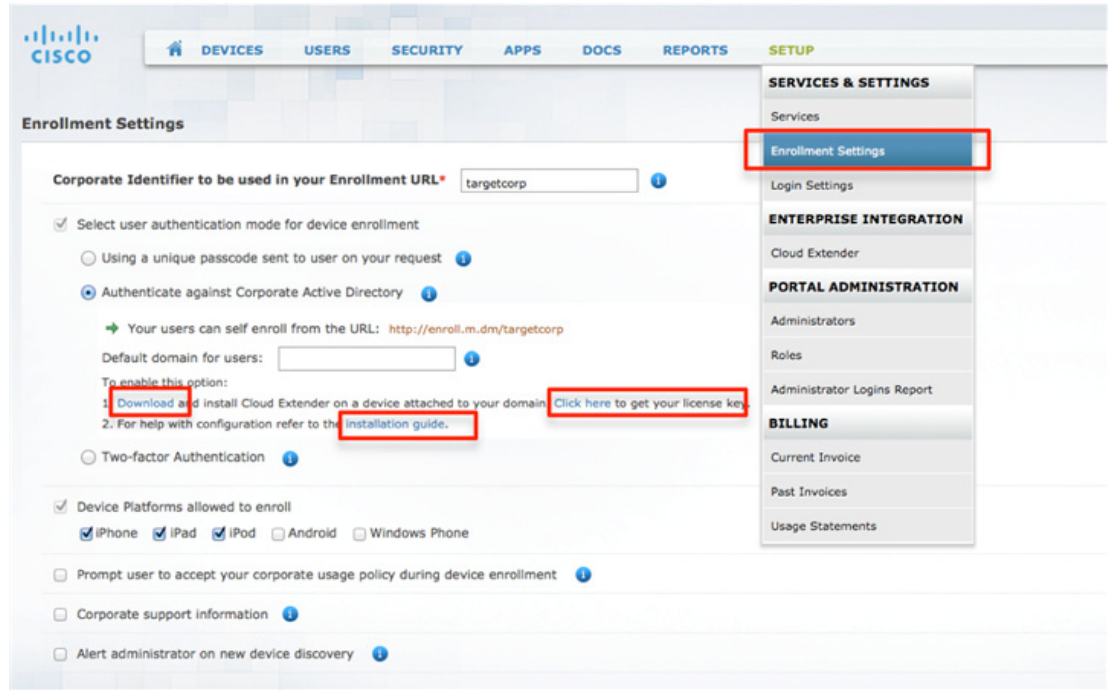 CISCO
DEVICES USERS SECURITY APPS DOCS REPORTS SETUP
SERVICES & SETTINGS
Services
Enrollment Settings
Login Settings
ENTERPRISE INTEGRATION
Cloud Extender
PORTAL ADMINISTRATION
Administrators
Roles
Administrator Logins Report
BILLING
Current Invoice
Past Invoices
Usage Statements
Enrollment Settings
Corporate Identifier to be used in your Enrollment URL* targetcorp
Select user authentication mode for device enrollment
Using a unique passcode sent to user on your request
Authenticate against Corporate Active Directory
Your users can self enroll from the URL: http://enroll.m.dm/targetcorp
Default domain for users:
To enable this option:
1. Download and install Cloud Extender on a device attached to your domain. Click here to get your license key.
2. For help with configuration refer to the installation guide.
Two-factor Authentication
Device Platforms allowed to enroll
iPhone iPad iPod Android Windows Phone
Prompt user to accept your corporate usage policy during device enrollment
Corporate support information
Alert administrator on new device discovery